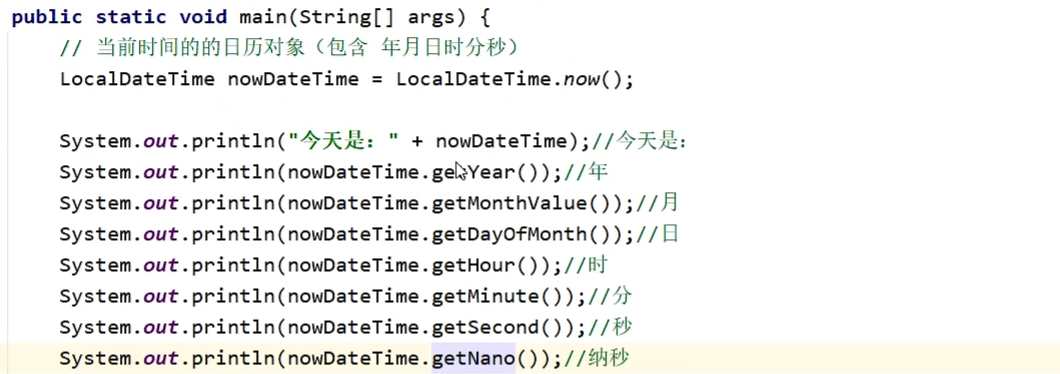 public static void main(String[] args) {
// 当前时间的的日历对象（包含 年月日时分秒）
LocalDateTime nowDateTime = LocalDateTime.now();
System.out.println("今天是：" + nowDateTime);//今天是：
System.out.println(nowDateTime.getYear());//年
System.out.println(nowDateTime.getMonthValue());//月
System.out.println(nowDateTime.getDayOfMonth());//日
System.out.println(nowDateTime.getHour());//时
System.out.println(nowDateTime.getMinute());//分
System.out.println(nowDateTime.getSecond());//秒
System.out.println(nowDateTime.getNano());//纳秒